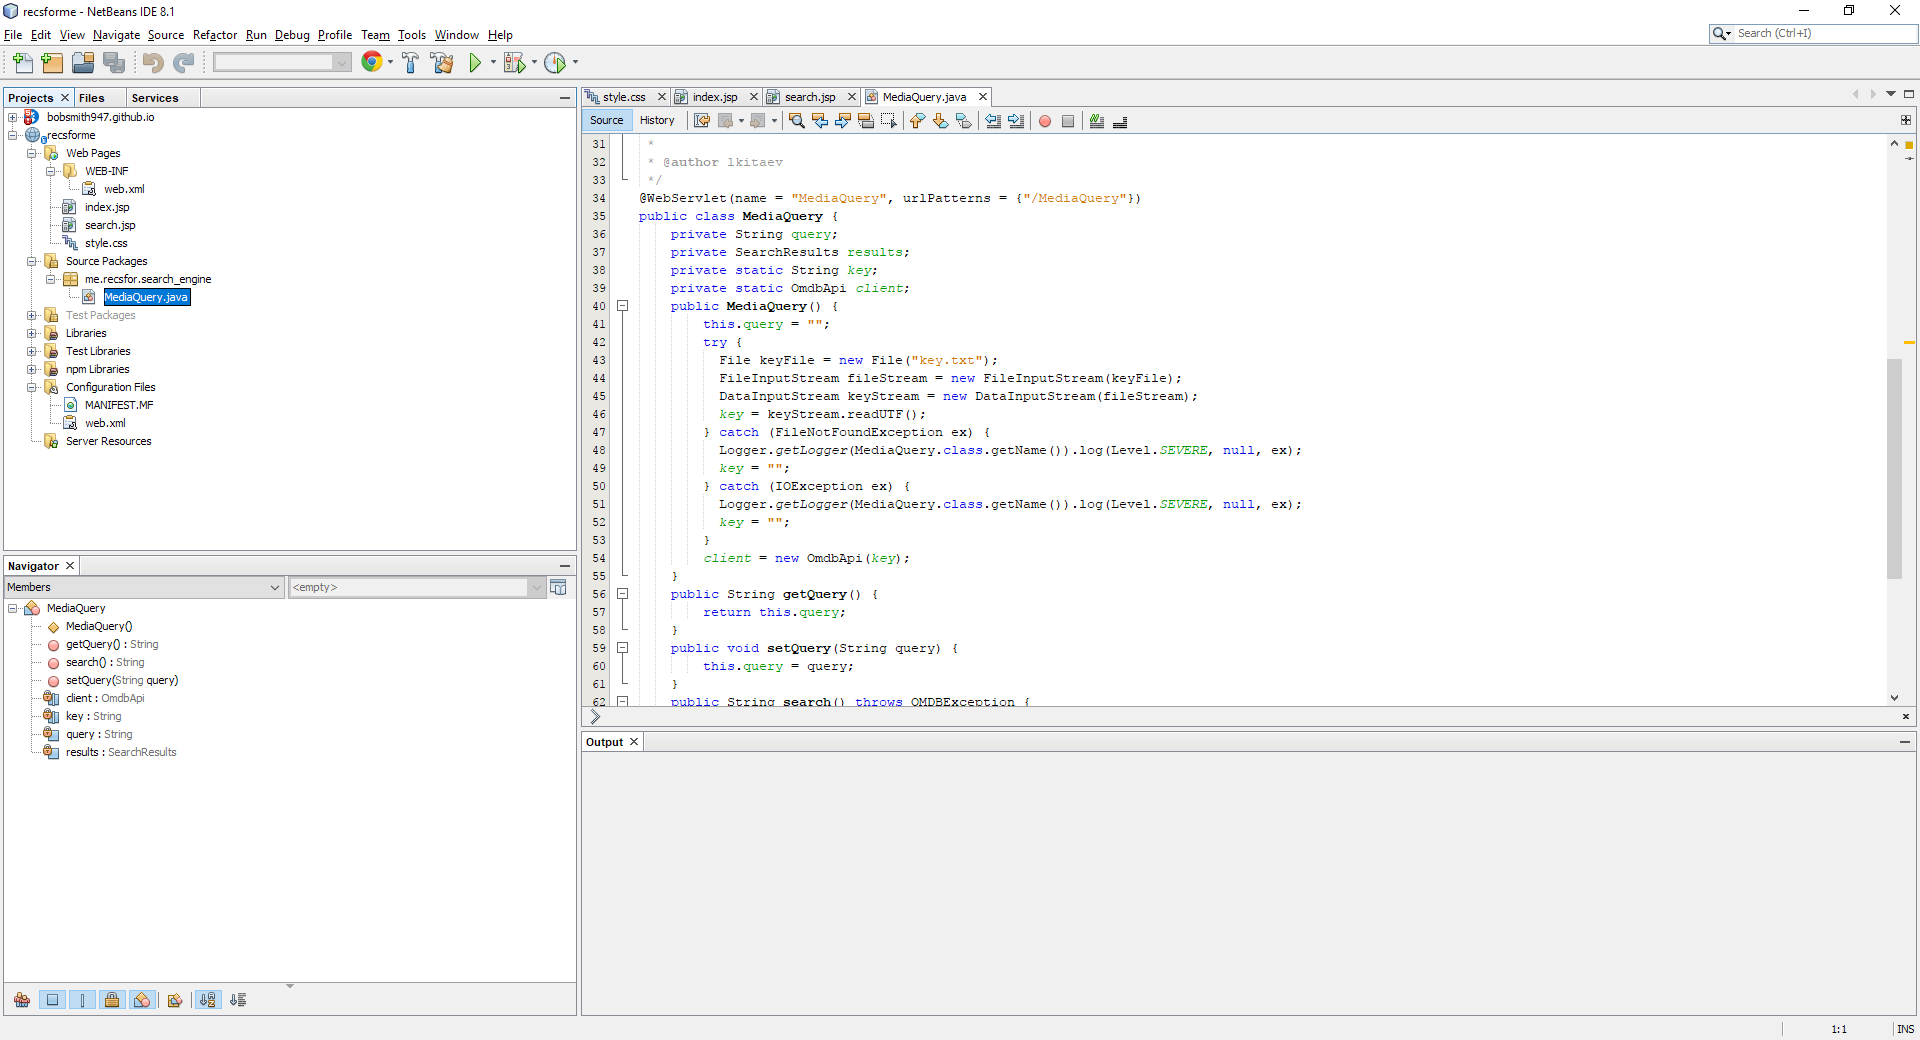 recsforme - NetBeans IDE 8.1
File Edit View Navigate Source Refactor Run Debug Profile Team Tools Window Help
Search (Ctrl+I)
Projects Files Services
bobsmith947.github.io
recsforme
Web Pages
WEB-INF
web.xml
index.jsp
search.jsp
style.css
Source Packages
me.recsfor.search_engine
MediaQuery.java
Test Packages
Libraries
Test Libraries
npm Libraries
Configuration Files
MANIFEST.MF
web.xml
Server Resources
Navigator
Members <empty>
MediaQuery
MediaQuery()
getQuery() : String
search() : String
setQuery(String query)
client : OmdbApi
key : String
query : String
results : SearchResults
style.css index.jsp search.jsp MediaQuery.java
Source History
31 *
32 * @author lkitaev
33 */
34 @WebServlet(name = "MediaQuery", urlPatterns = {"/MediaQuery"})
35 public class MediaQuery {
36 private String query;
37 private SearchResults results;
38 private static String key;
39 private static OmdbApi client;
40 public MediaQuery() {
41 this.query = "";
42 try {
43 File keyFile = new File("key.txt");
44 FileInputStream fileStream = new FileInputStream(keyFile);
45 DataInputStream keyStream = new DataInputStream(fileStream);
46 key = keyStream.readUTF();
47 } catch (FileNotFoundException ex) {
48 Logger.getLogger(MediaQuery.class.getName()).log(Level.SEVERE, null, ex);
49 key = "";
50 } catch (IOException ex) {
51 Logger.getLogger(MediaQuery.class.getName()).log(Level.SEVERE, null, ex);
52 key = "";
53 }
54 client = new OmdbApi(key);
55 }
56 public String getQuery() {
57 return this.query;
58 }
59 public void setQuery(String query) {
60 this.query = query;
61 }
62 public String search() throws OMDBException {
Output
1:1 INS